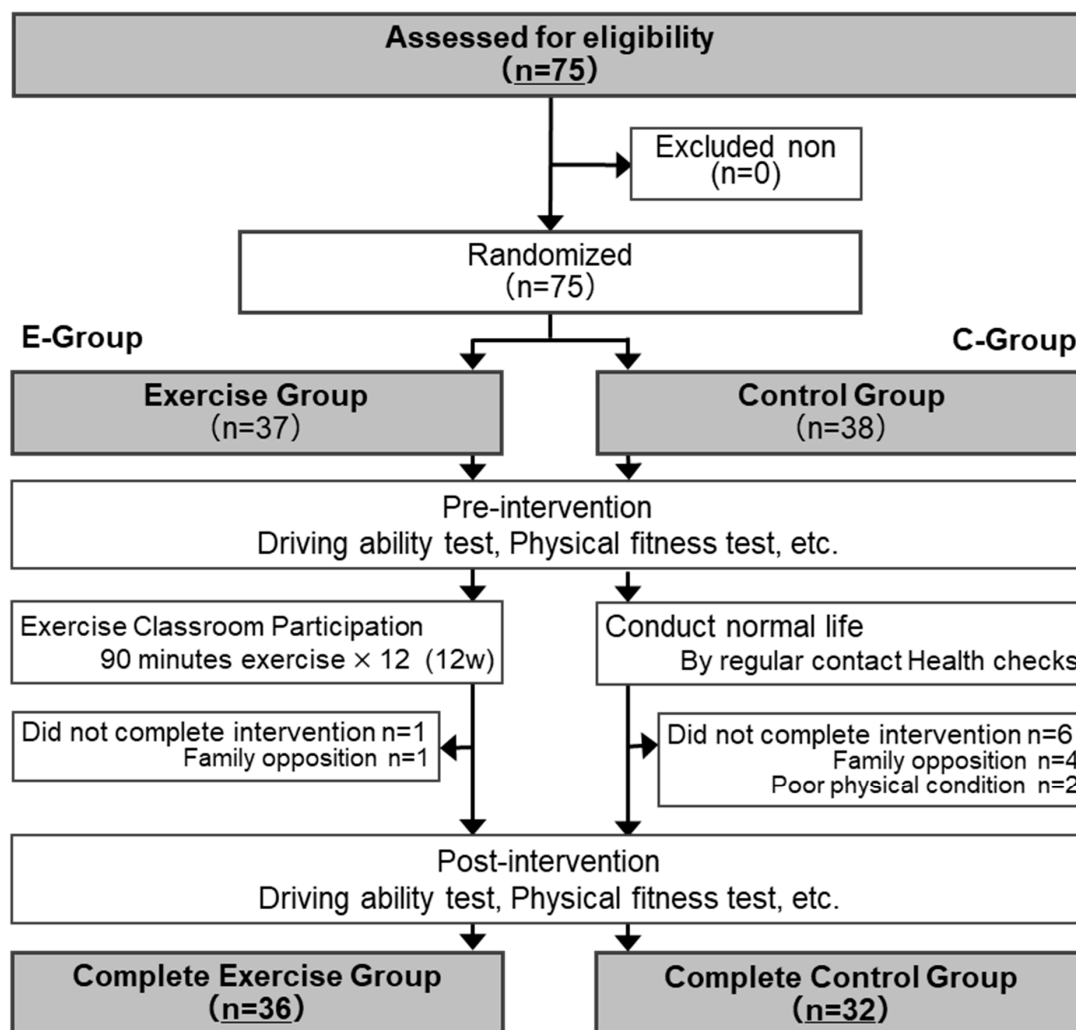 Assessed for eligibility
(n=75)
Excluded non
(n=0)
Randomized
(n=75)
E-Group
C-Group
Exercise Group
(n=37)
Control Group
(n=38)
Pre-intervention
Driving ability test, Physical fitness test, etc.
Exercise Classroom Participation
90 minutes exercise × 12 (12w)
Conduct normal life
By regular contact Health checks
Did not complete intervention n=1
Family opposition n=1
Did not complete intervention n=6
Family opposition n=4
Poor physical condition n=2
Post-intervention
Driving ability test, Physical fitness test, etc.
Complete Exercise Group
(n=36)
Complete Control Group
(n=32)